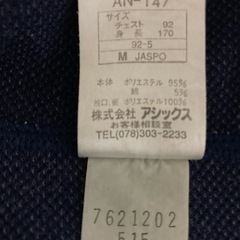 AN-147
サイズ
チェスト 92
身長 170
92-5
M JASPO
本体 ポリエステル 95%
綿 5%
衿口、裾 ポリエステル100%
株式会社 アシックス
お客様相談室
TEL(078)303-2233
7621202
515